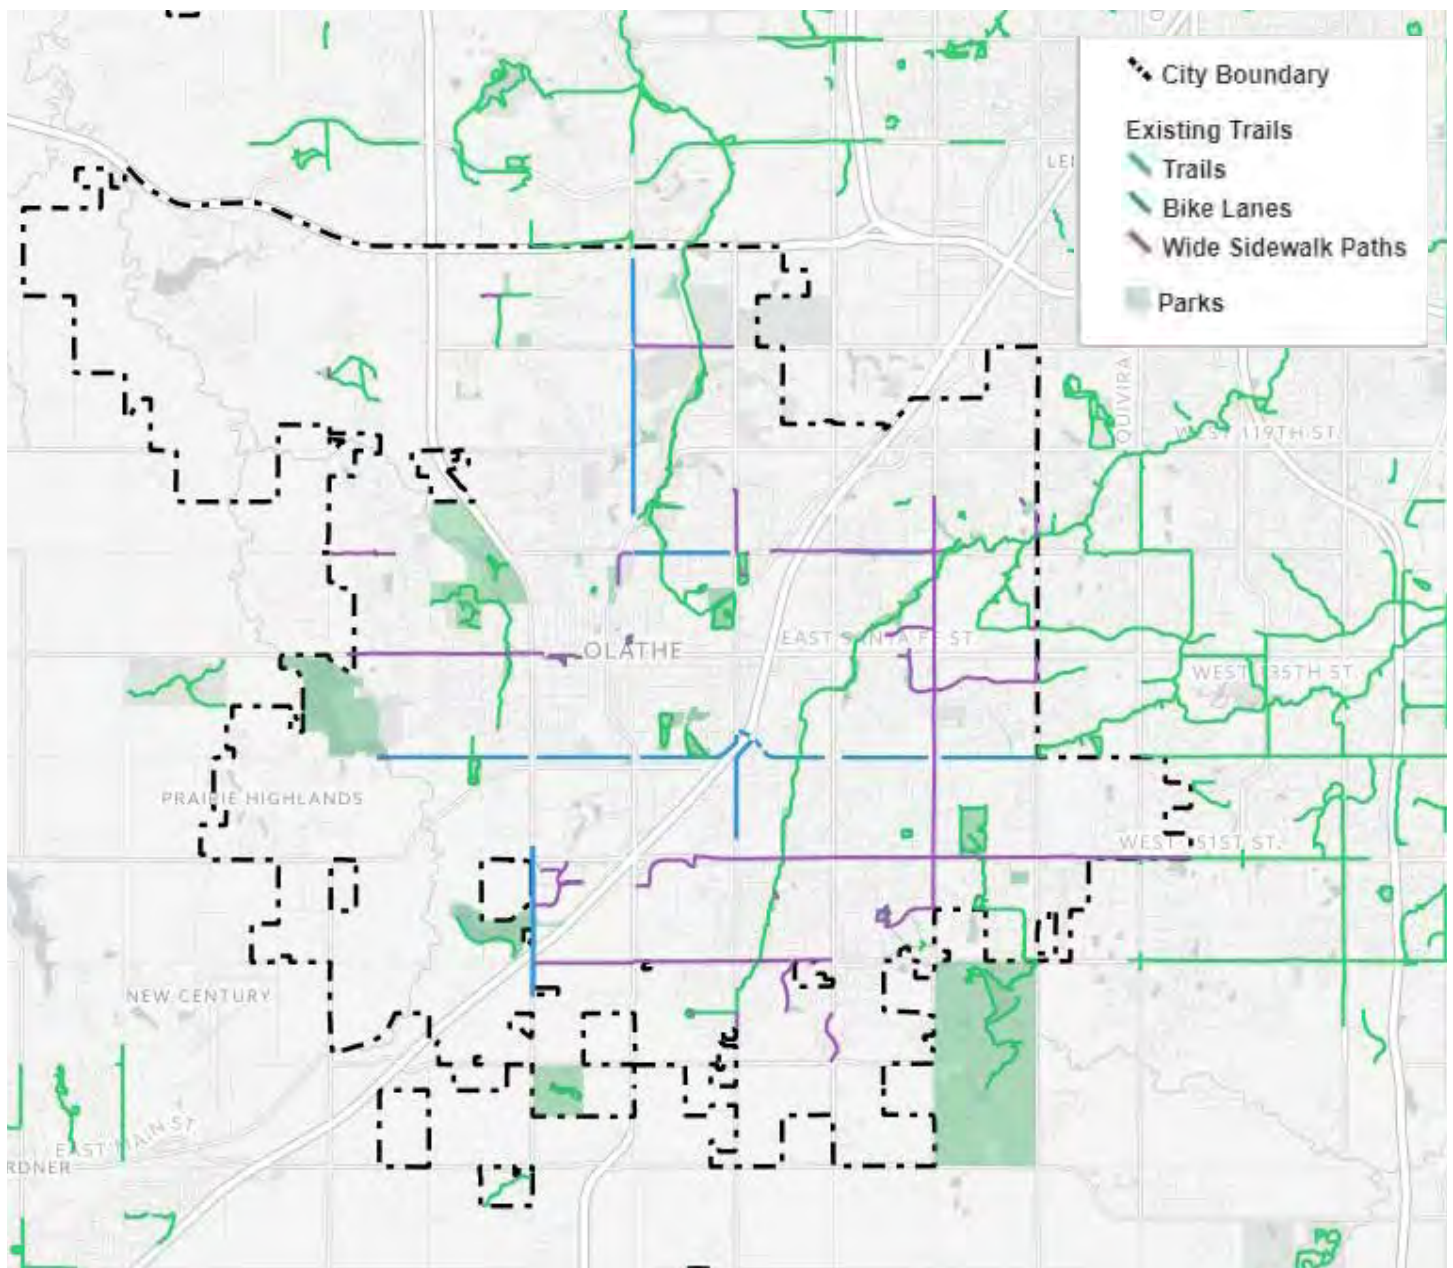 City Boundary
Existing Trails
Trails
Bike Lanes
Wide Sidewalk Paths
Parks
LE
QUIVIRA
WEST 119TH ST.
EAST SANTA FE ST.
OLATHE
WEST 135TH ST.
PRAIRIE HIGHLANDS
WEST 151ST ST.
NEW CENTURY
EAST MAIN ST.
RDNER